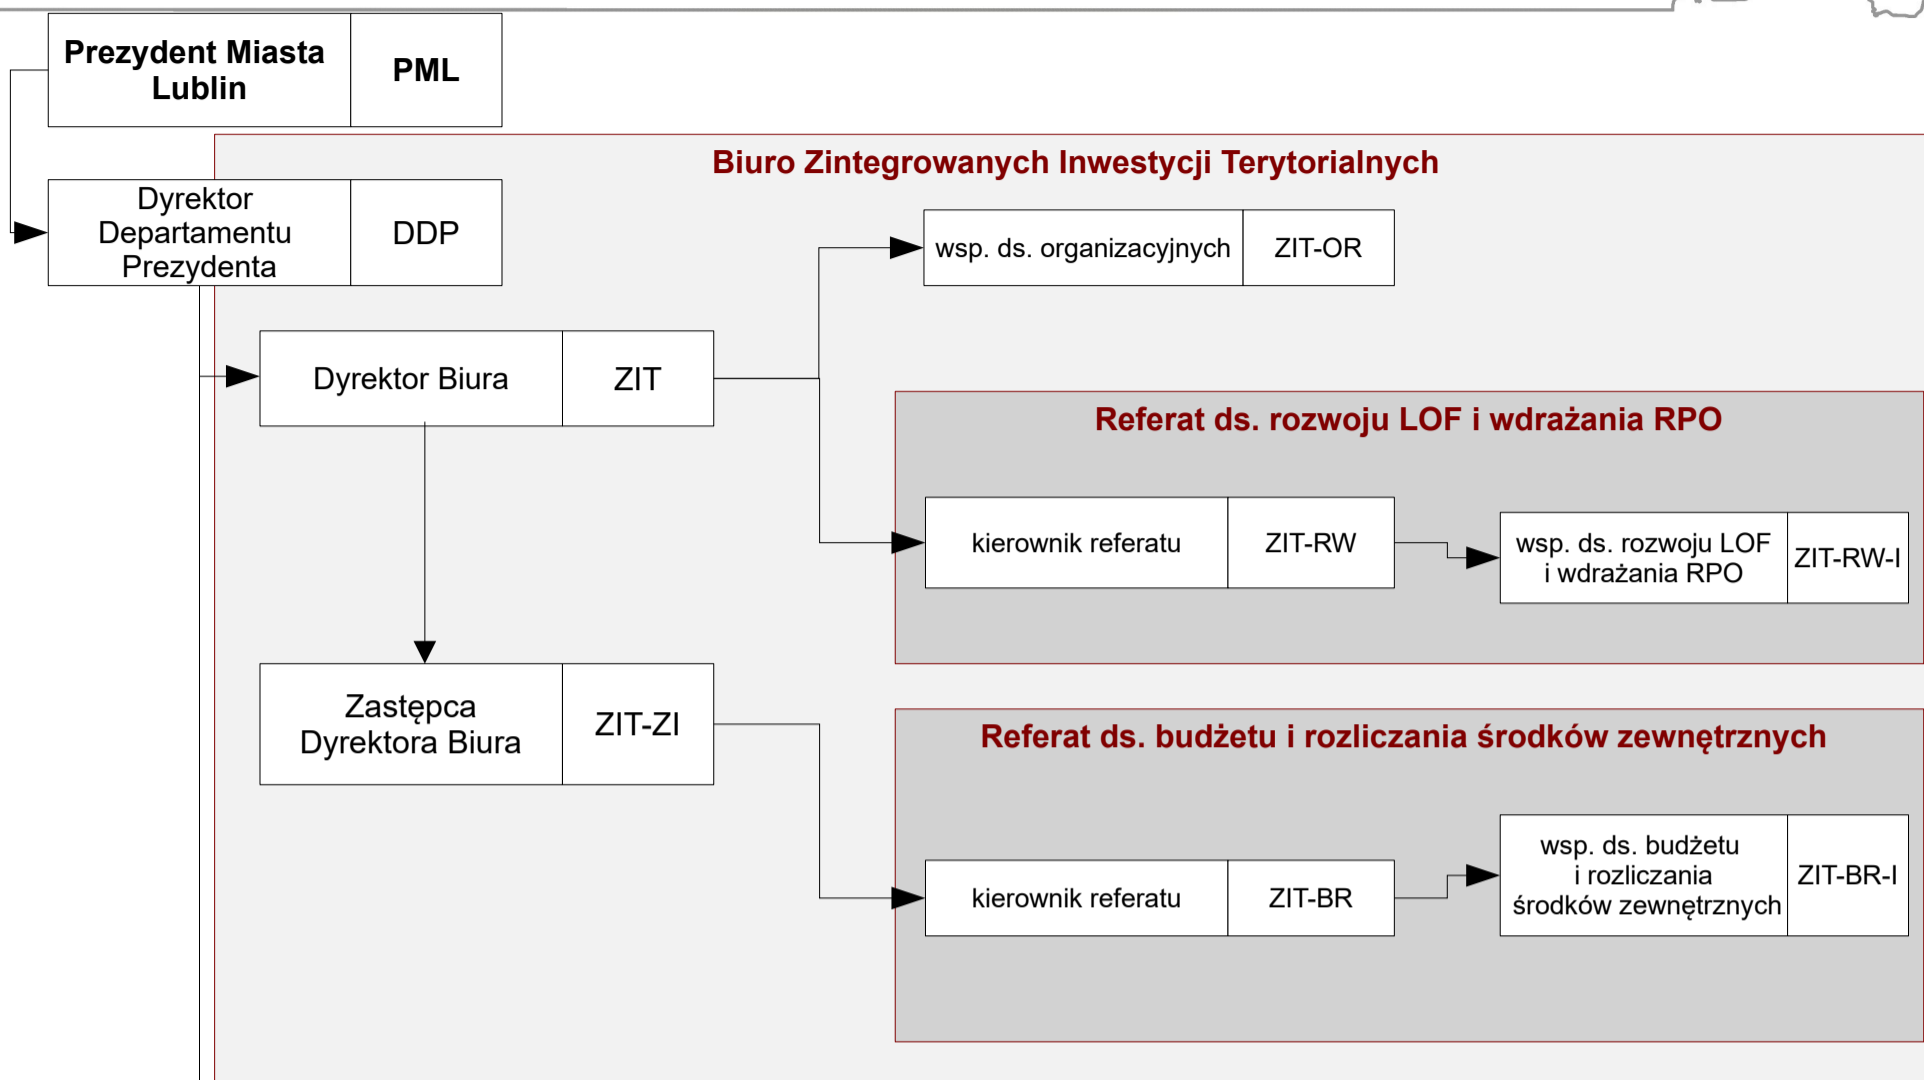 Prezydent Miasta
Lublin
PML
Biuro Zintegrowanych Inwestycji Terytorialnych
Dyrektor
Departamentu
Prezydenta
DDP
wsp. ds. organizacyjnych
ZIT-OR
Dyrektor Biura
ZIT
Referat ds. rozwoju LOF i wdrażania RPO
kierownik referatu
ZIT-RW
wsp. ds. rozwoju LOF
i wdrażania RPO
ZIT-RW-I
Zastępca
Dyrektora Biura
ZIT-ZI
Referat ds. budżetu i rozliczania środków zewnętrznych
kierownik referatu
ZIT-BR
wsp. ds. budżetu
i rozliczania
środków zewnętrznych
ZIT-BR-I